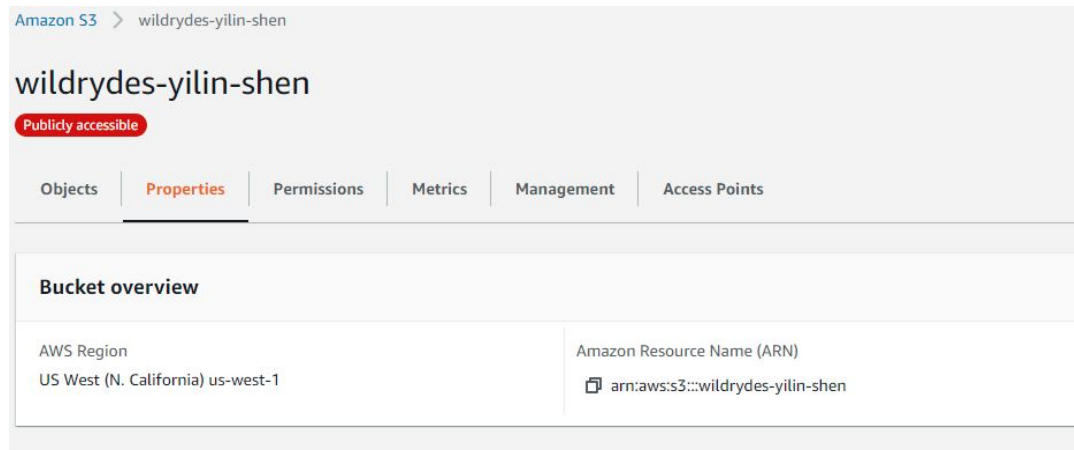 Amazon S3 > wildrydes-yilin-shen
wildrydes-yilin-shen
Publicly accessible
Objects Properties Permissions Metrics Management Access Points
Bucket overview
AWS Region Amazon Resource Name (ARN)
US West (N. California) us-west-1 arn:aws:s3:::wildrydes-yilin-shen